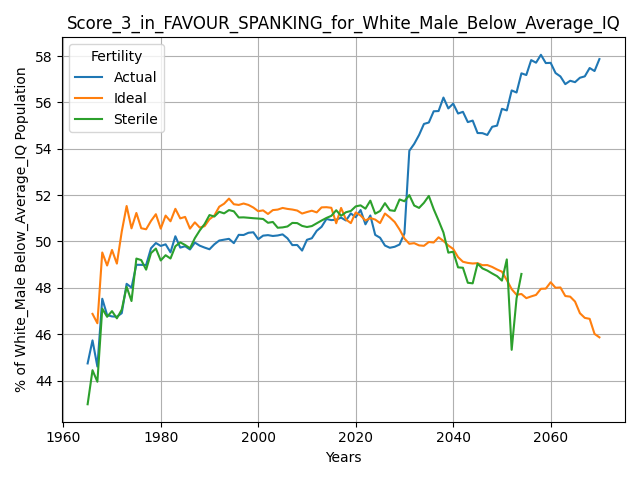 Score_3_in_FAVOUR_SPANKING_for_White_Male_Below_Average_IQ
Fertility
Actual
Ideal
Sterile
% of White_Male Below_Average_IQ Population
58
56
54
52
50
48
46
44
1960
1980
2000
2020
2040
2060
Years